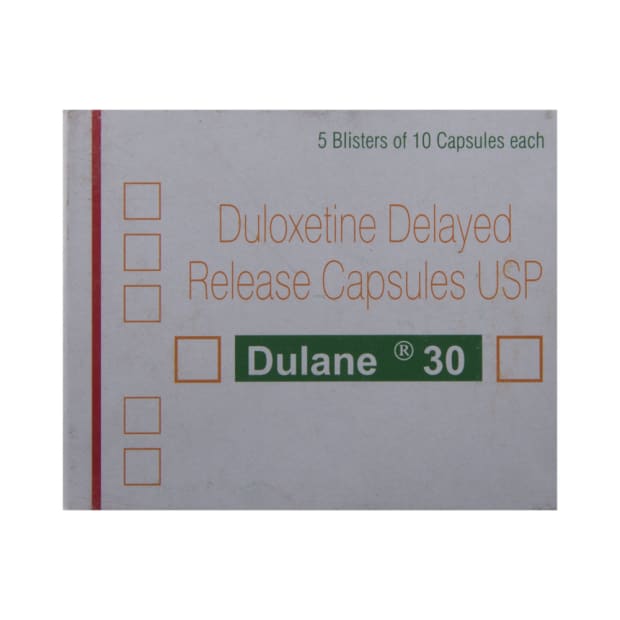 5 Blisters of 10 Capsules each
Duloxetine Delayed
Release Capsules USP
Dulane ® 30